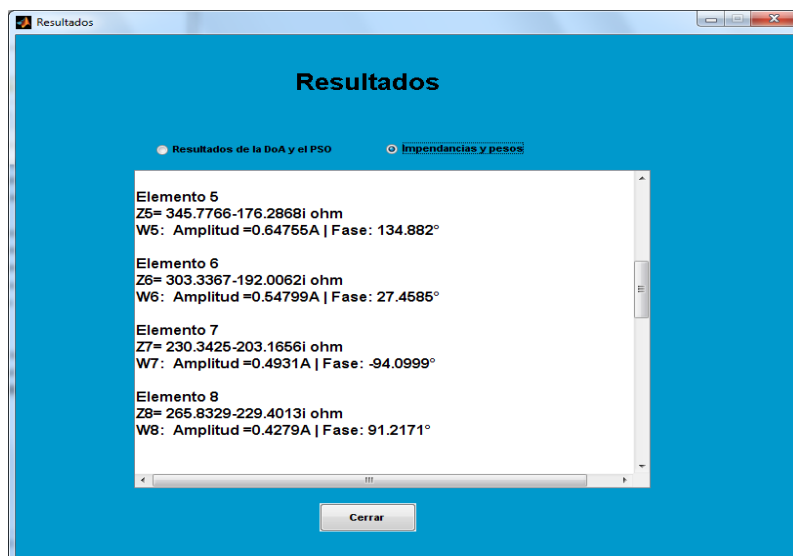 Resultados
Resultados
Resultados de la DoA y el PSO
Impendancias y pesos
Elemento 5
Z5= 345.7766-176.2868i ohm
W5: Amplitud =0.64755A | Fase: 134.882°
Elemento 6
Z6= 303.3367-192.0062i ohm
W6: Amplitud =0.54799A | Fase: 27.4585°
Elemento 7
Z7= 230.3425-203.1656i ohm
W7: Amplitud =0.4931A | Fase: -94.0999°
Elemento 8
Z8= 265.8329-229.4013i ohm
W8: Amplitud =0.4279A | Fase: 91.2171°
Cerrar